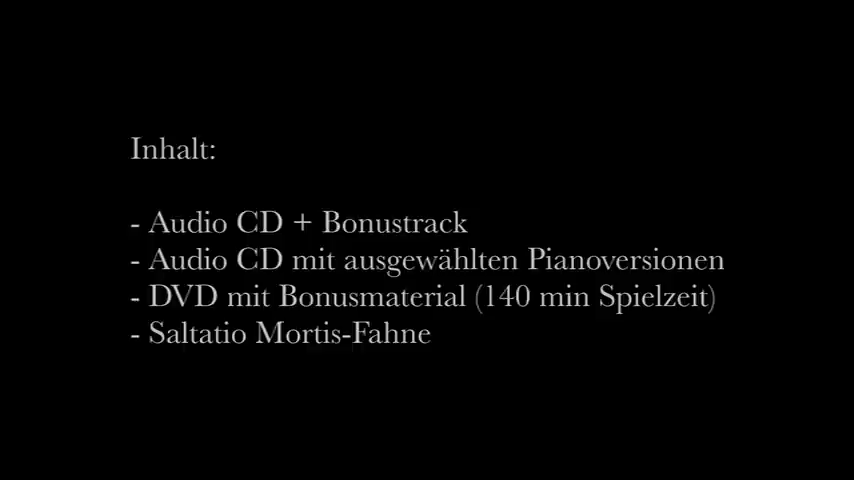 Inhalt:
- Audio CD + Bonustrack
- Audio CD mit ausgewählten Pianoversionen
- DVD mit Bonusmaterial (140 min Spielzeit)
- Saltatio Mortis-Fahne